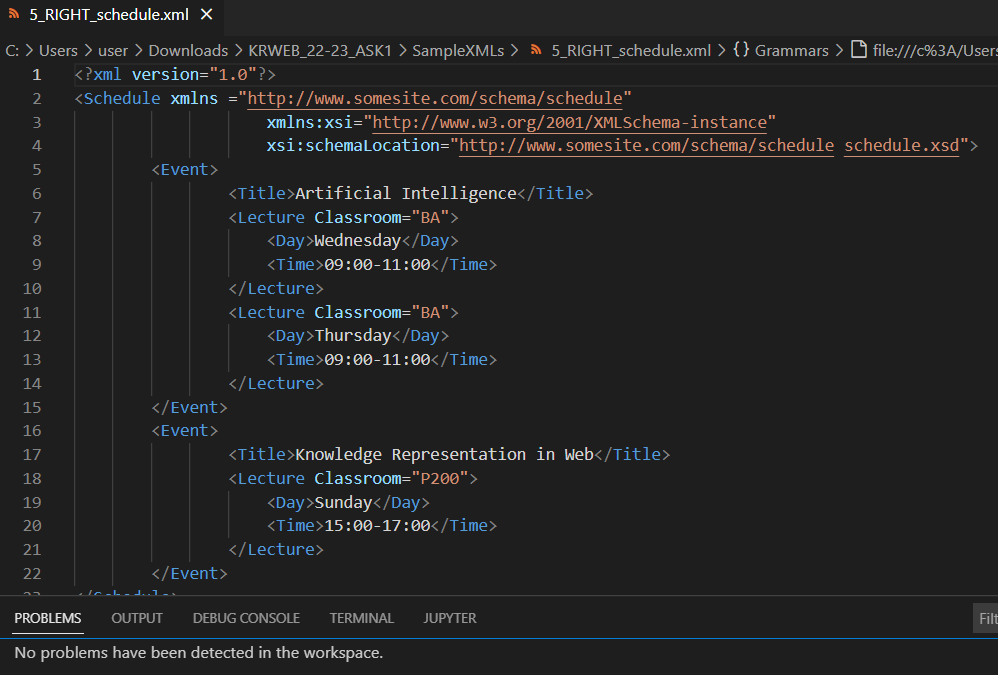 5_RIGHT_schedule.xml ×
C: > Users > user > Downloads > KRWEB_22-23_ASK1 > SampleXMLs > 5_RIGHT_schedule.xml > {} Grammars > file:///c%3A/Users
1 <?xml version="1.0"?>
2 <Schedule xmlns ="http://www.somesite.com/schema/schedule"
3 xmlns:xsi="http://www.w3.org/2001/XMLSchema-instance"
4 xsi:schemaLocation="http://www.somesite.com/schema/schedule schedule.xsd">
5 <Event>
6 <Title>Artificial Intelligence</Title>
7 <Lecture Classroom="BA">
8 <Day>Wednesday</Day>
9 <Time>09:00-11:00</Time>
10 </Lecture>
11 <Lecture Classroom="BA">
12 <Day>Thursday</Day>
13 <Time>09:00-11:00</Time>
14 </Lecture>
15 </Event>
16 <Event>
17 <Title>Knowledge Representation in Web</Title>
18 <Lecture Classroom="P200">
19 <Day>Sunday</Day>
20 <Time>15:00-17:00</Time>
21 </Lecture>
22 </Event>
23 </Schedule>
PROBLEMS OUTPUT DEBUG CONSOLE TERMINAL JUPYTER Filt
No problems have been detected in the workspace.